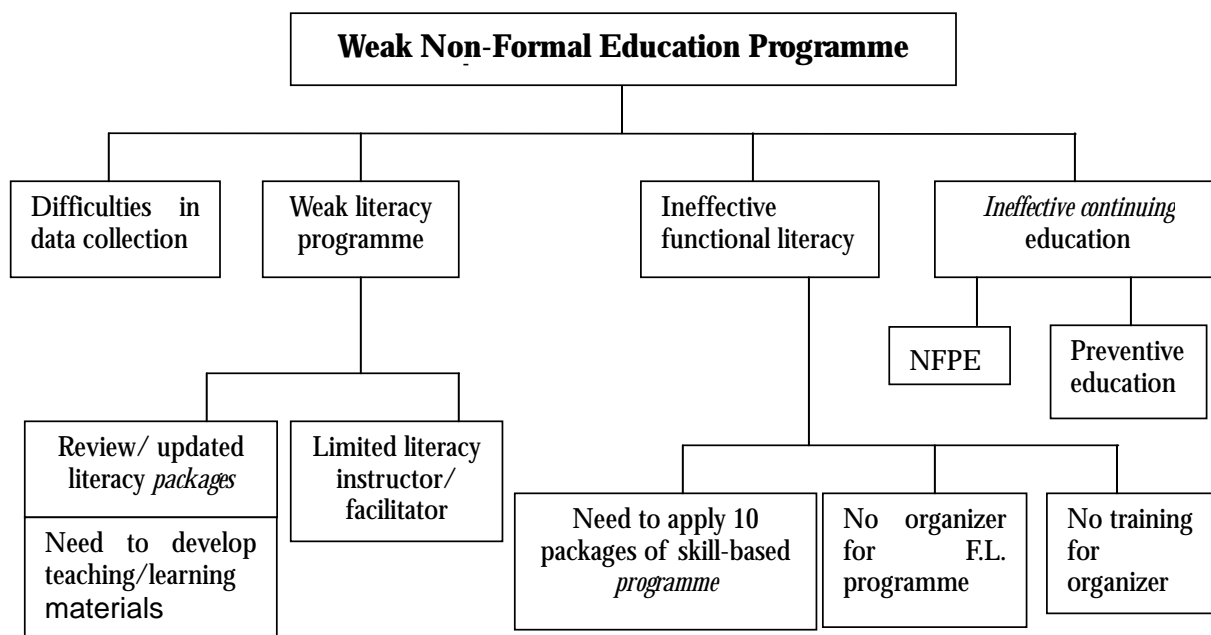 Weak Non-Formal Education Programme
Difficulties in
data collection
Weak literacy
programme
Ineffective
functional literacy
Ineffective continuing
education
NFPE
Preventive
education
Review/ updated
literacy packages
Need to develop
teaching/learning
materials
Limited literacy
instructor/
facilitator
Need to apply 10
packages of skill-based
programme
No organizer
for F.L.
programme
No training
for
organizer